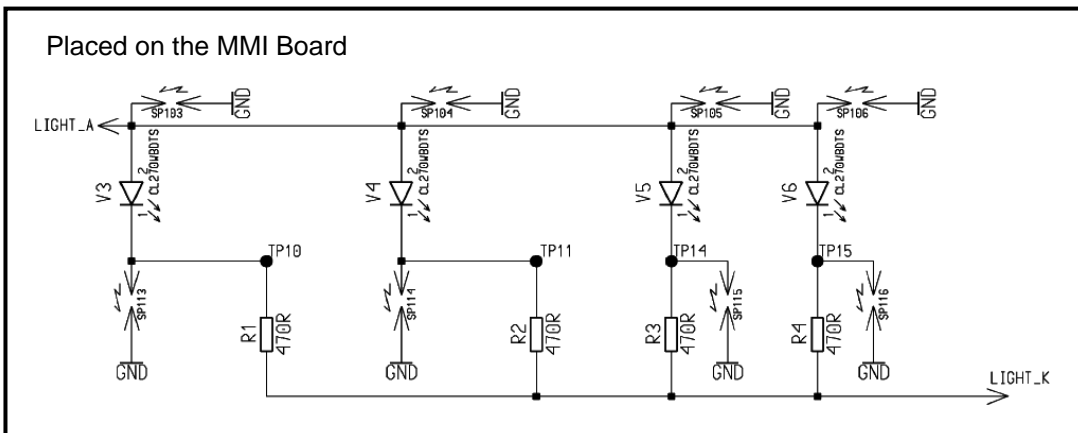 Placed on the MMI Board
SP103
GND
SP104
GND
SP105
GND
SP106
GND
LIGHT_A
V3
1
2
CL270WBDTS
V4
1
2
CL270WBDTS
V5
1
2
CL270WBDTS
V6
1
2
CL270WBDTS
TP10
TP11
TP14
TP15
SP113
GND
R1
470R
SP114
GND
R2
470R
R3
470R
SP115
GND
R4
470R
SP116
GND
LIGHT_K